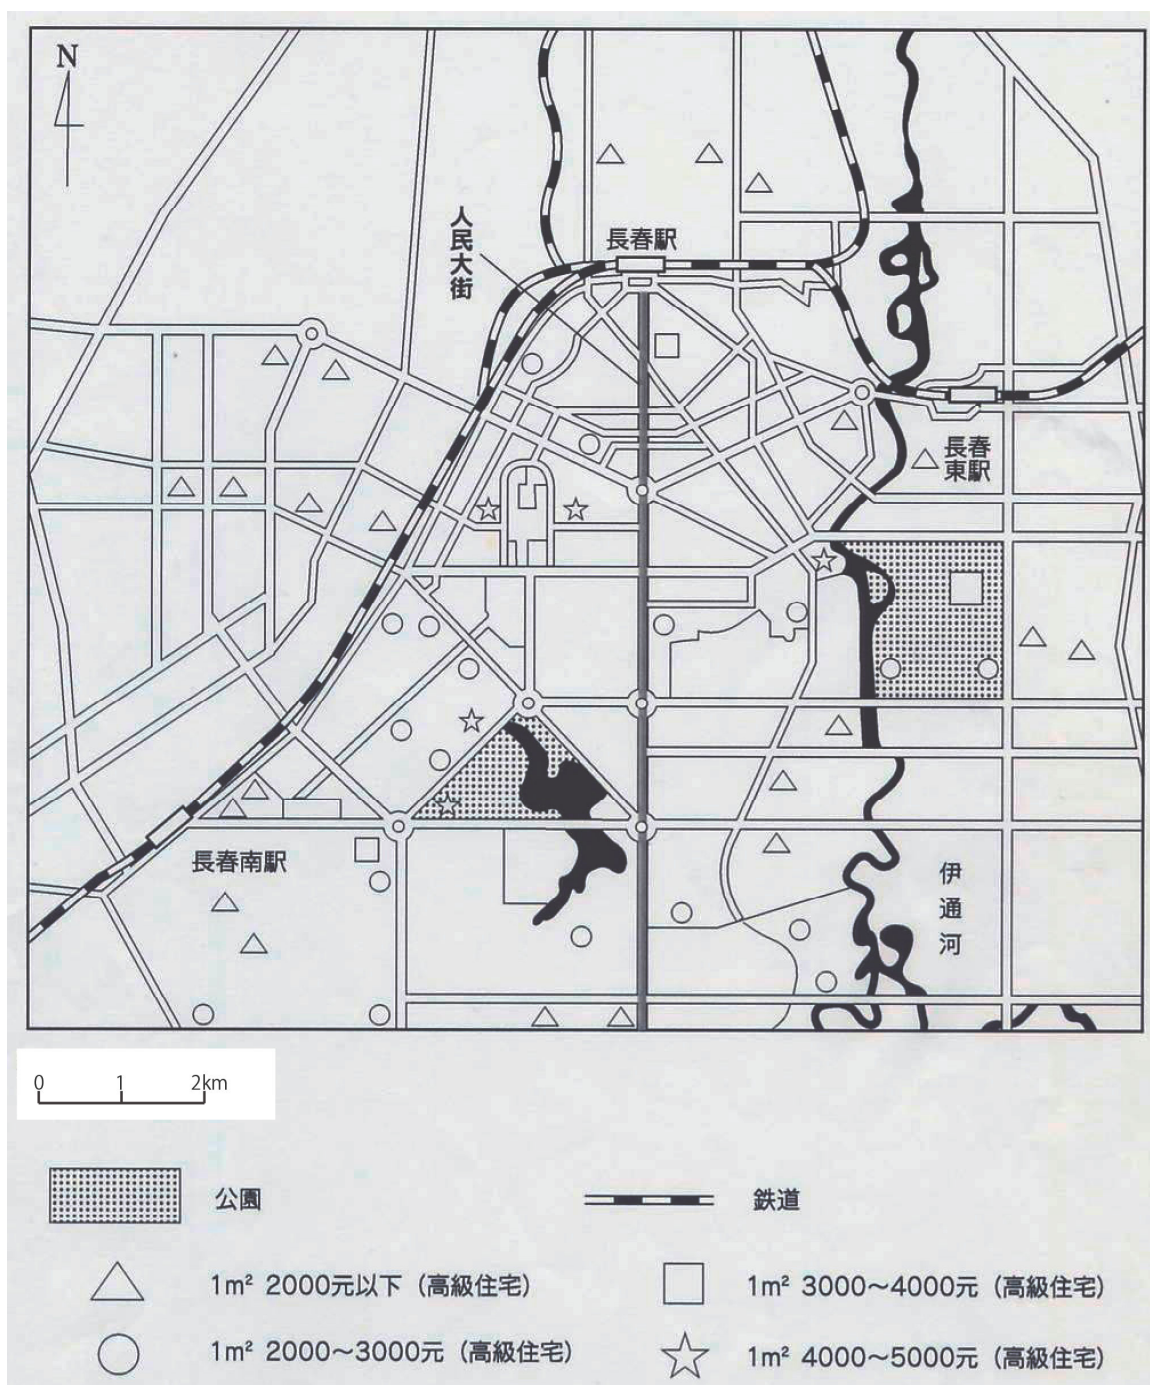 N
人民大街
長春駅
長春
東駅
長春南駅
伊通河
0 1 2km
公園
鉄道
1m² 2000元以下（高級住宅）
1m² 3000〜4000元（高級住宅）
1m² 2000〜3000元（高級住宅）
1m² 4000〜5000元（高級住宅）